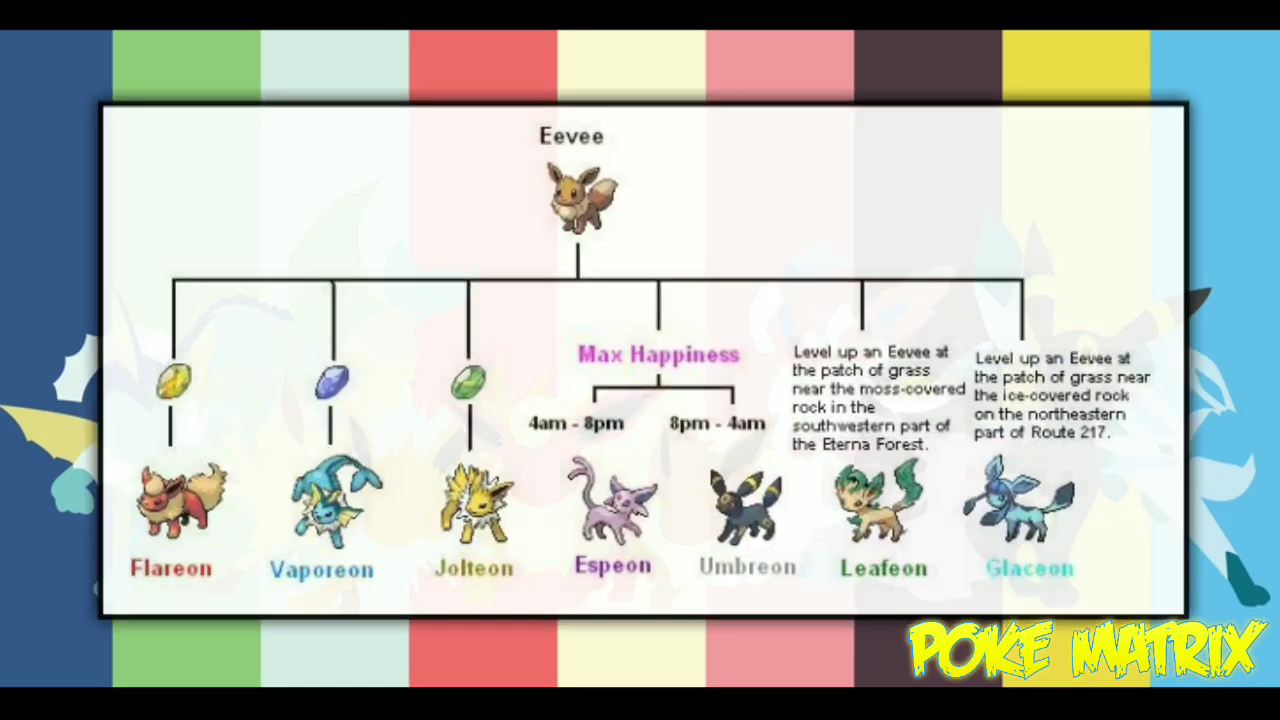 Eevee
Max Happiness
4am - 8pm
8pm - 4am
Level up an Eevee at
the patch of grass
near the moss-covered
rock in the
southwestern part of
the Eterna Forest.
Level up an Eevee at
the patch of grass near
the ice-covered rock
on the northeastern
part of Route 217.
Flareon
Vaporeon
Jolteon
Espeon
Umbreon
Leafeon
Glaceon
POKE MATRIX